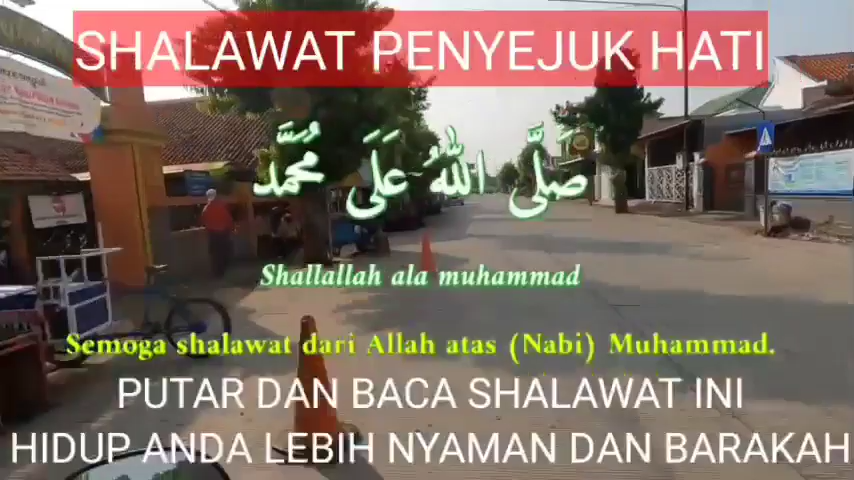 SHALAWAT PENYEJUK HATI
صَلَّى اللهُ عَلَى مُحَمَّد
Shallallah ala muhammad
Semoga shalawat dari Allah atas (Nabi) Muhammad.
PUTAR DAN BACA SHALAWAT INI
HIDUP ANDA LEBIH NYAMAN DAN BARAKAH